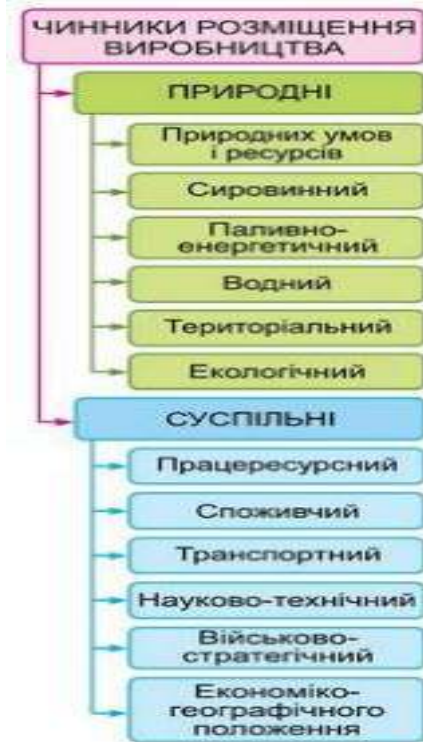 ЧИННИКИ РОЗМІЩЕННЯ
ВИРОБНИЦТВА
ПРИРОДНІ
Природних умов
і ресурсів
Сировинний
Паливно-
енергетичний
Водний
Територіальний
Екологічний
СУСПІЛЬНІ
Працересурсний
Споживчий
Транспортний
Науково-технічний
Військово-
стратегічний
Економіко-
географічного
положення